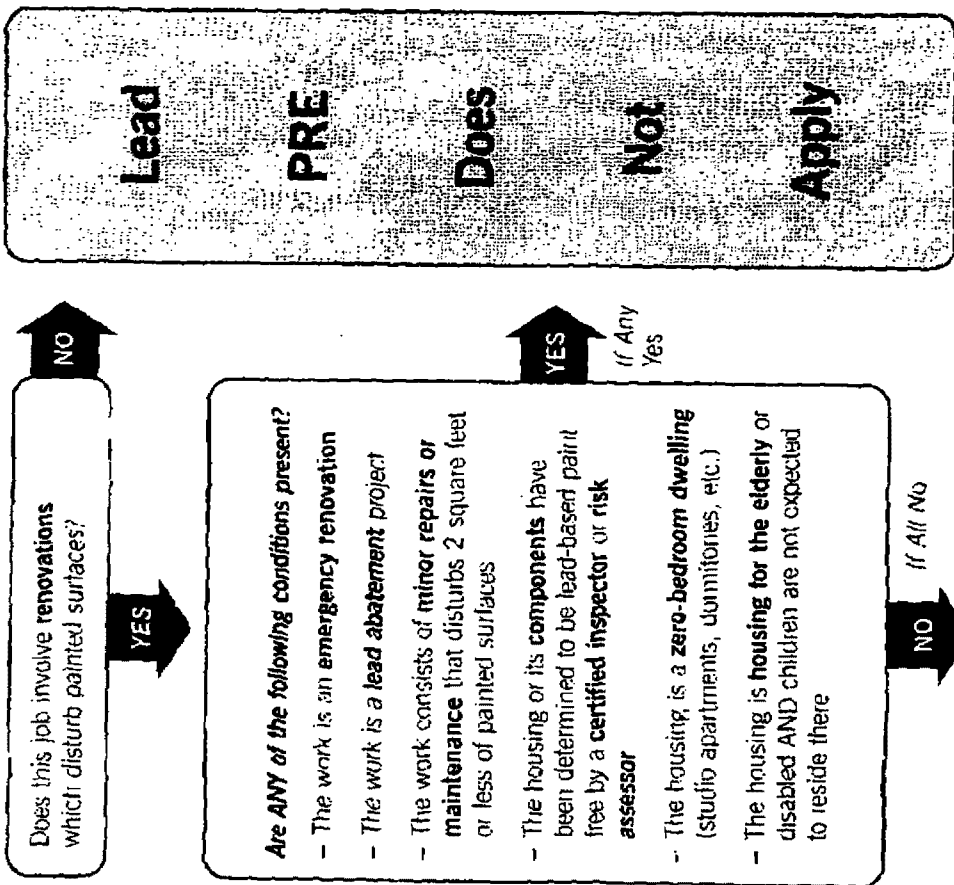 Does this job involve renovations
which disturb painted surfaces?
NO
YES
Are ANY of the following conditions present?
– The work is an emergency renovation
– The work is a lead abatement project
– The work consists of minor repairs or
maintenance that disturbs 2 square feet
or less of painted surfaces
– The housing or its components have
been determined to be lead-based paint
free by a certified inspector or risk
assessor
– The housing is a zero-bedroom dwelling
(studio apartments, dormitories, etc.)
– The housing is housing for the elderly or
disabled AND children are not expected
to reside there
YES
If Any
Yes
NO
If All No
Lead
PRE
Does
Not
Apply